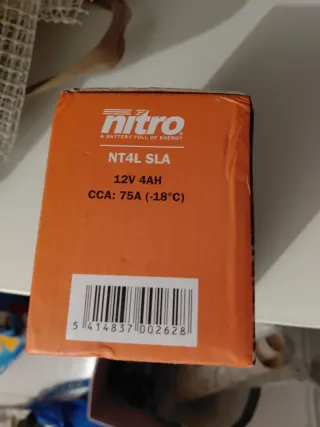 nitro
A BATTERY FULL OF ENERGY
NT4L SLA
12V 4AH
CCA: 75A (-18°C)
5 414837 002628